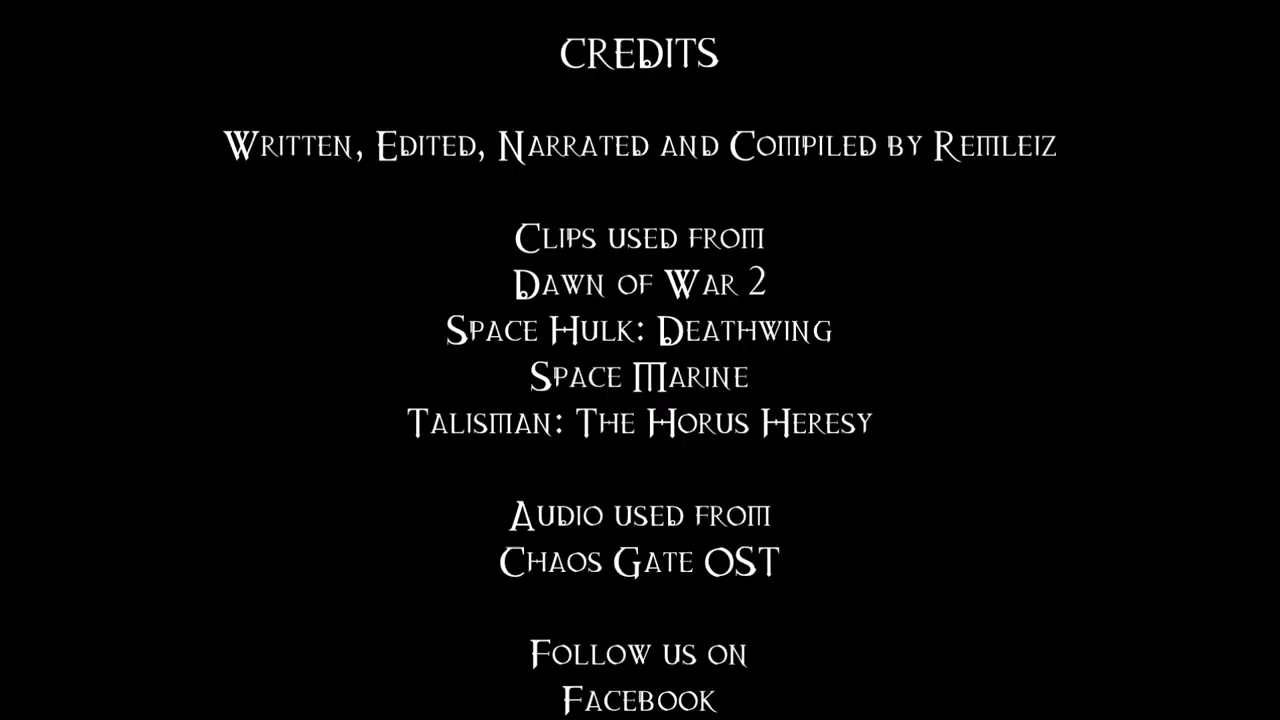 CREDITS
Written, Edited, Narrated and Compiled by Remleiz
Clips used from
Dawn of War 2
Space Hulk: Deathwing
Space Marine
Talisman: The Horus Heresy
Audio used from
Chaos Gate OST
Follow us on
Facebook